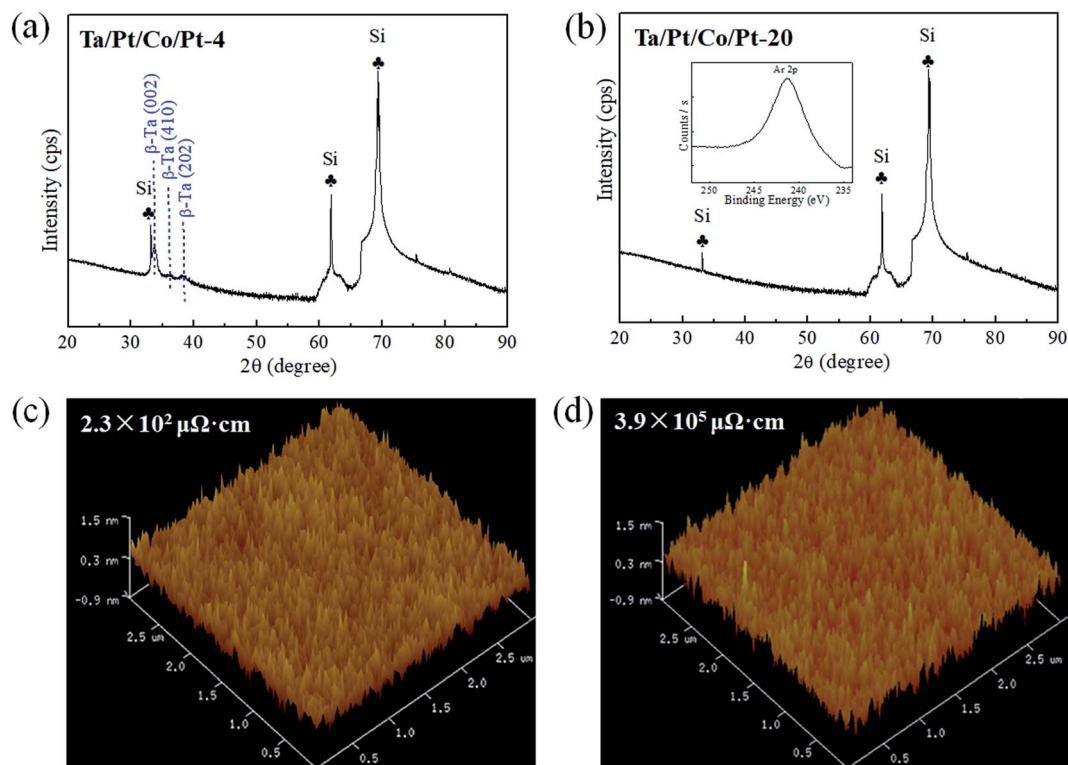 (a)
Ta/Pt/Co/Pt-4
Si
Si
Si
β-Ta (002)
β-Ta (410)
β-Ta (202)
Intensity (cps)
20 30 40 50 60 70 80 90
2θ (degree)
(b)
Ta/Pt/Co/Pt-20
Si
Si
Si
Ar 2p
Counts / s
250 245 240 235
Binding Energy (eV)
Intensity (cps)
20 30 40 50 60 70 80 90
2θ (degree)
(c)
2.3×10² μΩ·cm
1.5 nm
0.3 nm
-0.9 nm
2.5 um
2.0
1.5
1.0
0.5
2.5 um
2.0
1.5
1.0
0.5
(d)
3.9×10⁵ μΩ·cm
1.5 nm
0.3 nm
-0.9 nm
2.5 um
2.0
1.5
1.0
0.5
2.5 um
2.0
1.5
1.0
0.5